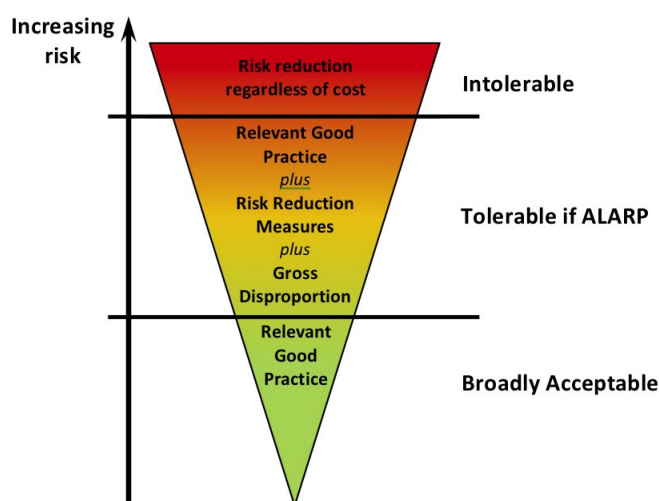 Increasing
risk
Risk reduction
regardless of cost
Intolerable
Relevant Good
Practice
plus
Risk Reduction
Measures
plus
Gross
Disproportion
Tolerable if ALARP
Relevant
Good
Practice
Broadly Acceptable